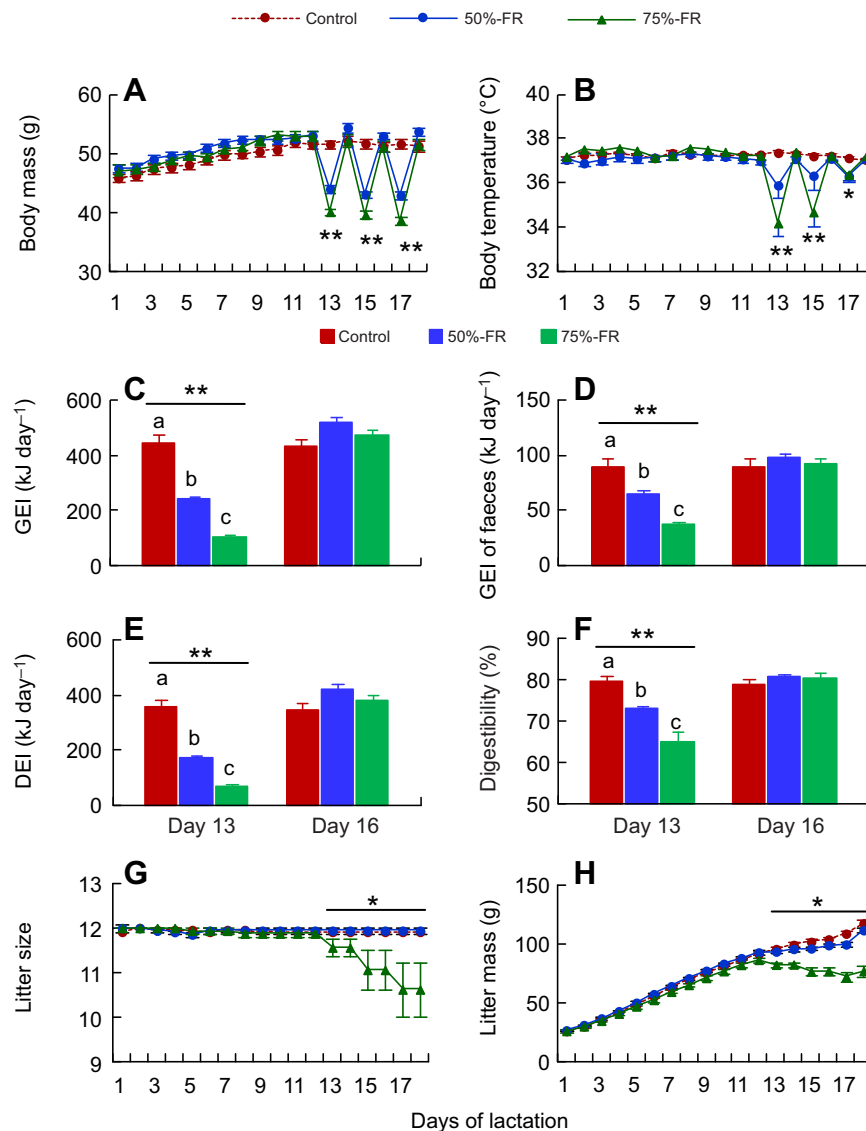 Control 50%-FR 75%-FR
A
B
Body mass (g)
60
50
40
30
** ** **
1 3 5 7 9 11 13 15 17
Body temperature (°C)
40
38
36
34
32
** ** *
1 3 5 7 9 11 13 15 17
Control 50%-FR 75%-FR
C
D
GEI (kJ day–1)
600
400
200
0
**
a
b
c
GEI of faeces (kJ day–1)
150
100
50
0
**
a
b
c
E
F
DEI (kJ day–1)
600
400
200
0
**
a
b
c
Day 13 Day 16
Digestibility (%)
90
80
70
60
50
**
a
b
c
Day 13 Day 16
G
H
Litter size
13
12
11
10
9
*
1 3 5 7 9 11 13 15 17
Litter mass (g)
150
100
50
0
*
1 3 5 7 9 11 13 15 17
Days of lactation